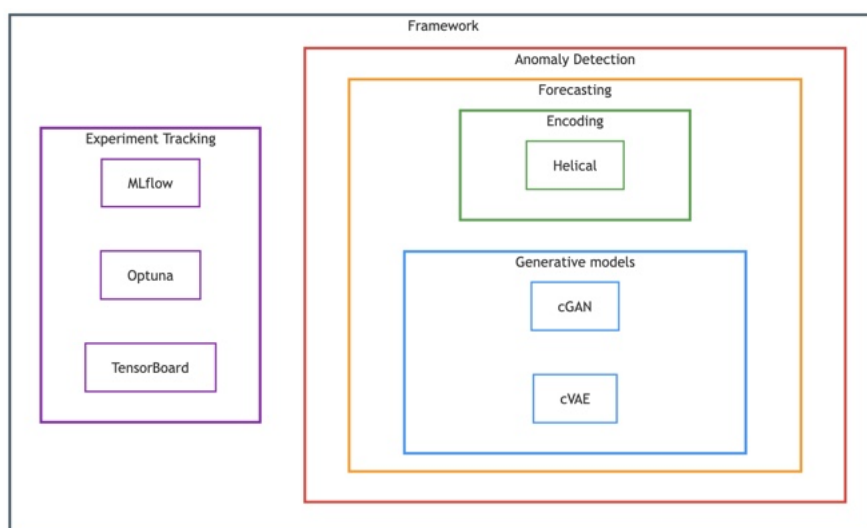 Framework
Anomaly Detection
Forecasting
Encoding
Helical
Experiment Tracking
MLflow
Optuna
TensorBoard
Generative models
cGAN
cVAE